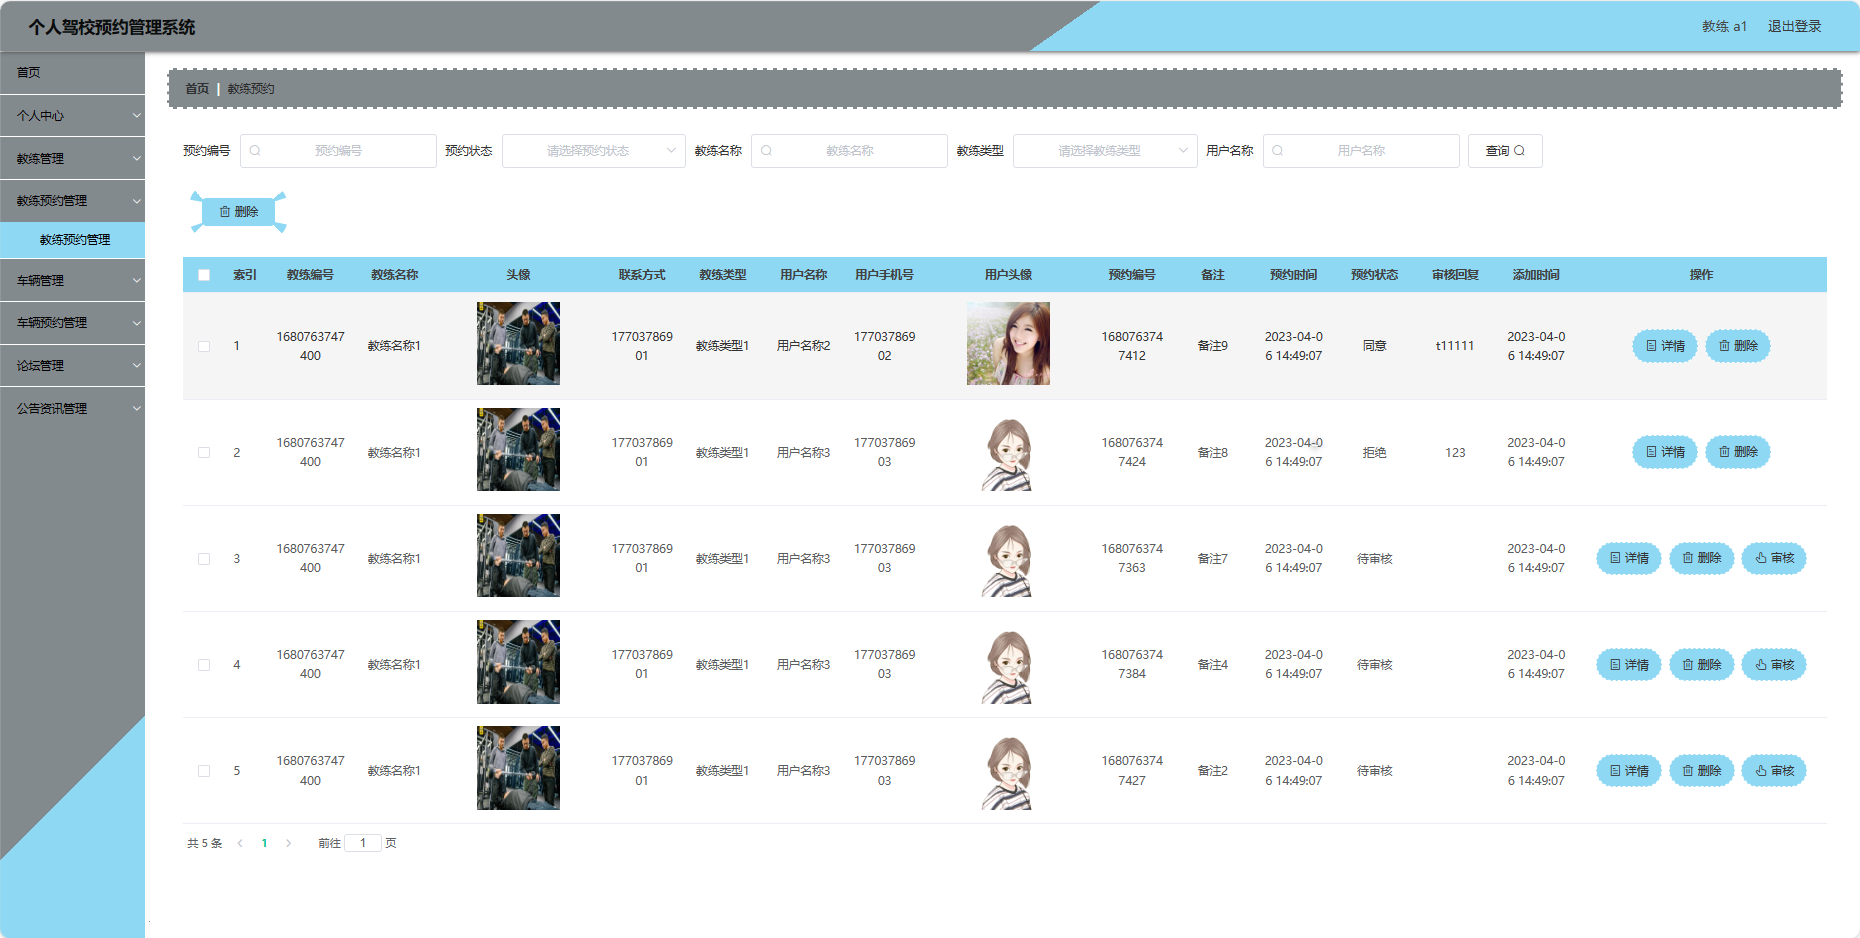 个人驾校预约管理系统
教练 a1 退出登录
首页
个人中心
教练管理
教练预约管理
教练预约管理
车辆管理
车辆预约管理
论坛管理
公告资讯管理
首页 | 教练预约
预约编号 预约编号 预约状态 请选择预约状态 教练名称 教练名称 教练类型 请选择教练类型 用户名称 用户名称 查询
删除
索引 教练编号 教练名称 头像 联系方式 教练类型 用户名称 用户手机号 用户头像 预约编号 备注 预约时间 预约状态 审核回复 添加时间 操作
1 1680763747400 教练名称1 17703786901 教练类型1 用户名称2 17703786902 1680763747412 备注9 2023-04-06 14:49:07 同意 t11111 2023-04-06 14:49:07 详情 删除
2 1680763747400 教练名称1 17703786901 教练类型1 用户名称3 17703786903 1680763747424 备注8 2023-04-06 14:49:07 拒绝 123 2023-04-06 14:49:07 详情 删除
3 1680763747400 教练名称1 17703786901 教练类型1 用户名称3 17703786903 1680763747363 备注7 2023-04-06 14:49:07 待审核 2023-04-06 14:49:07 详情 删除 审核
4 1680763747400 教练名称1 17703786901 教练类型1 用户名称3 17703786903 1680763747384 备注4 2023-04-06 14:49:07 待审核 2023-04-06 14:49:07 详情 删除 审核
5 1680763747400 教练名称1 17703786901 教练类型1 用户名称3 17703786903 1680763747427 备注2 2023-04-06 14:49:07 待审核 2023-04-06 14:49:07 详情 删除 审核
共 5 条 1 前往 1 页